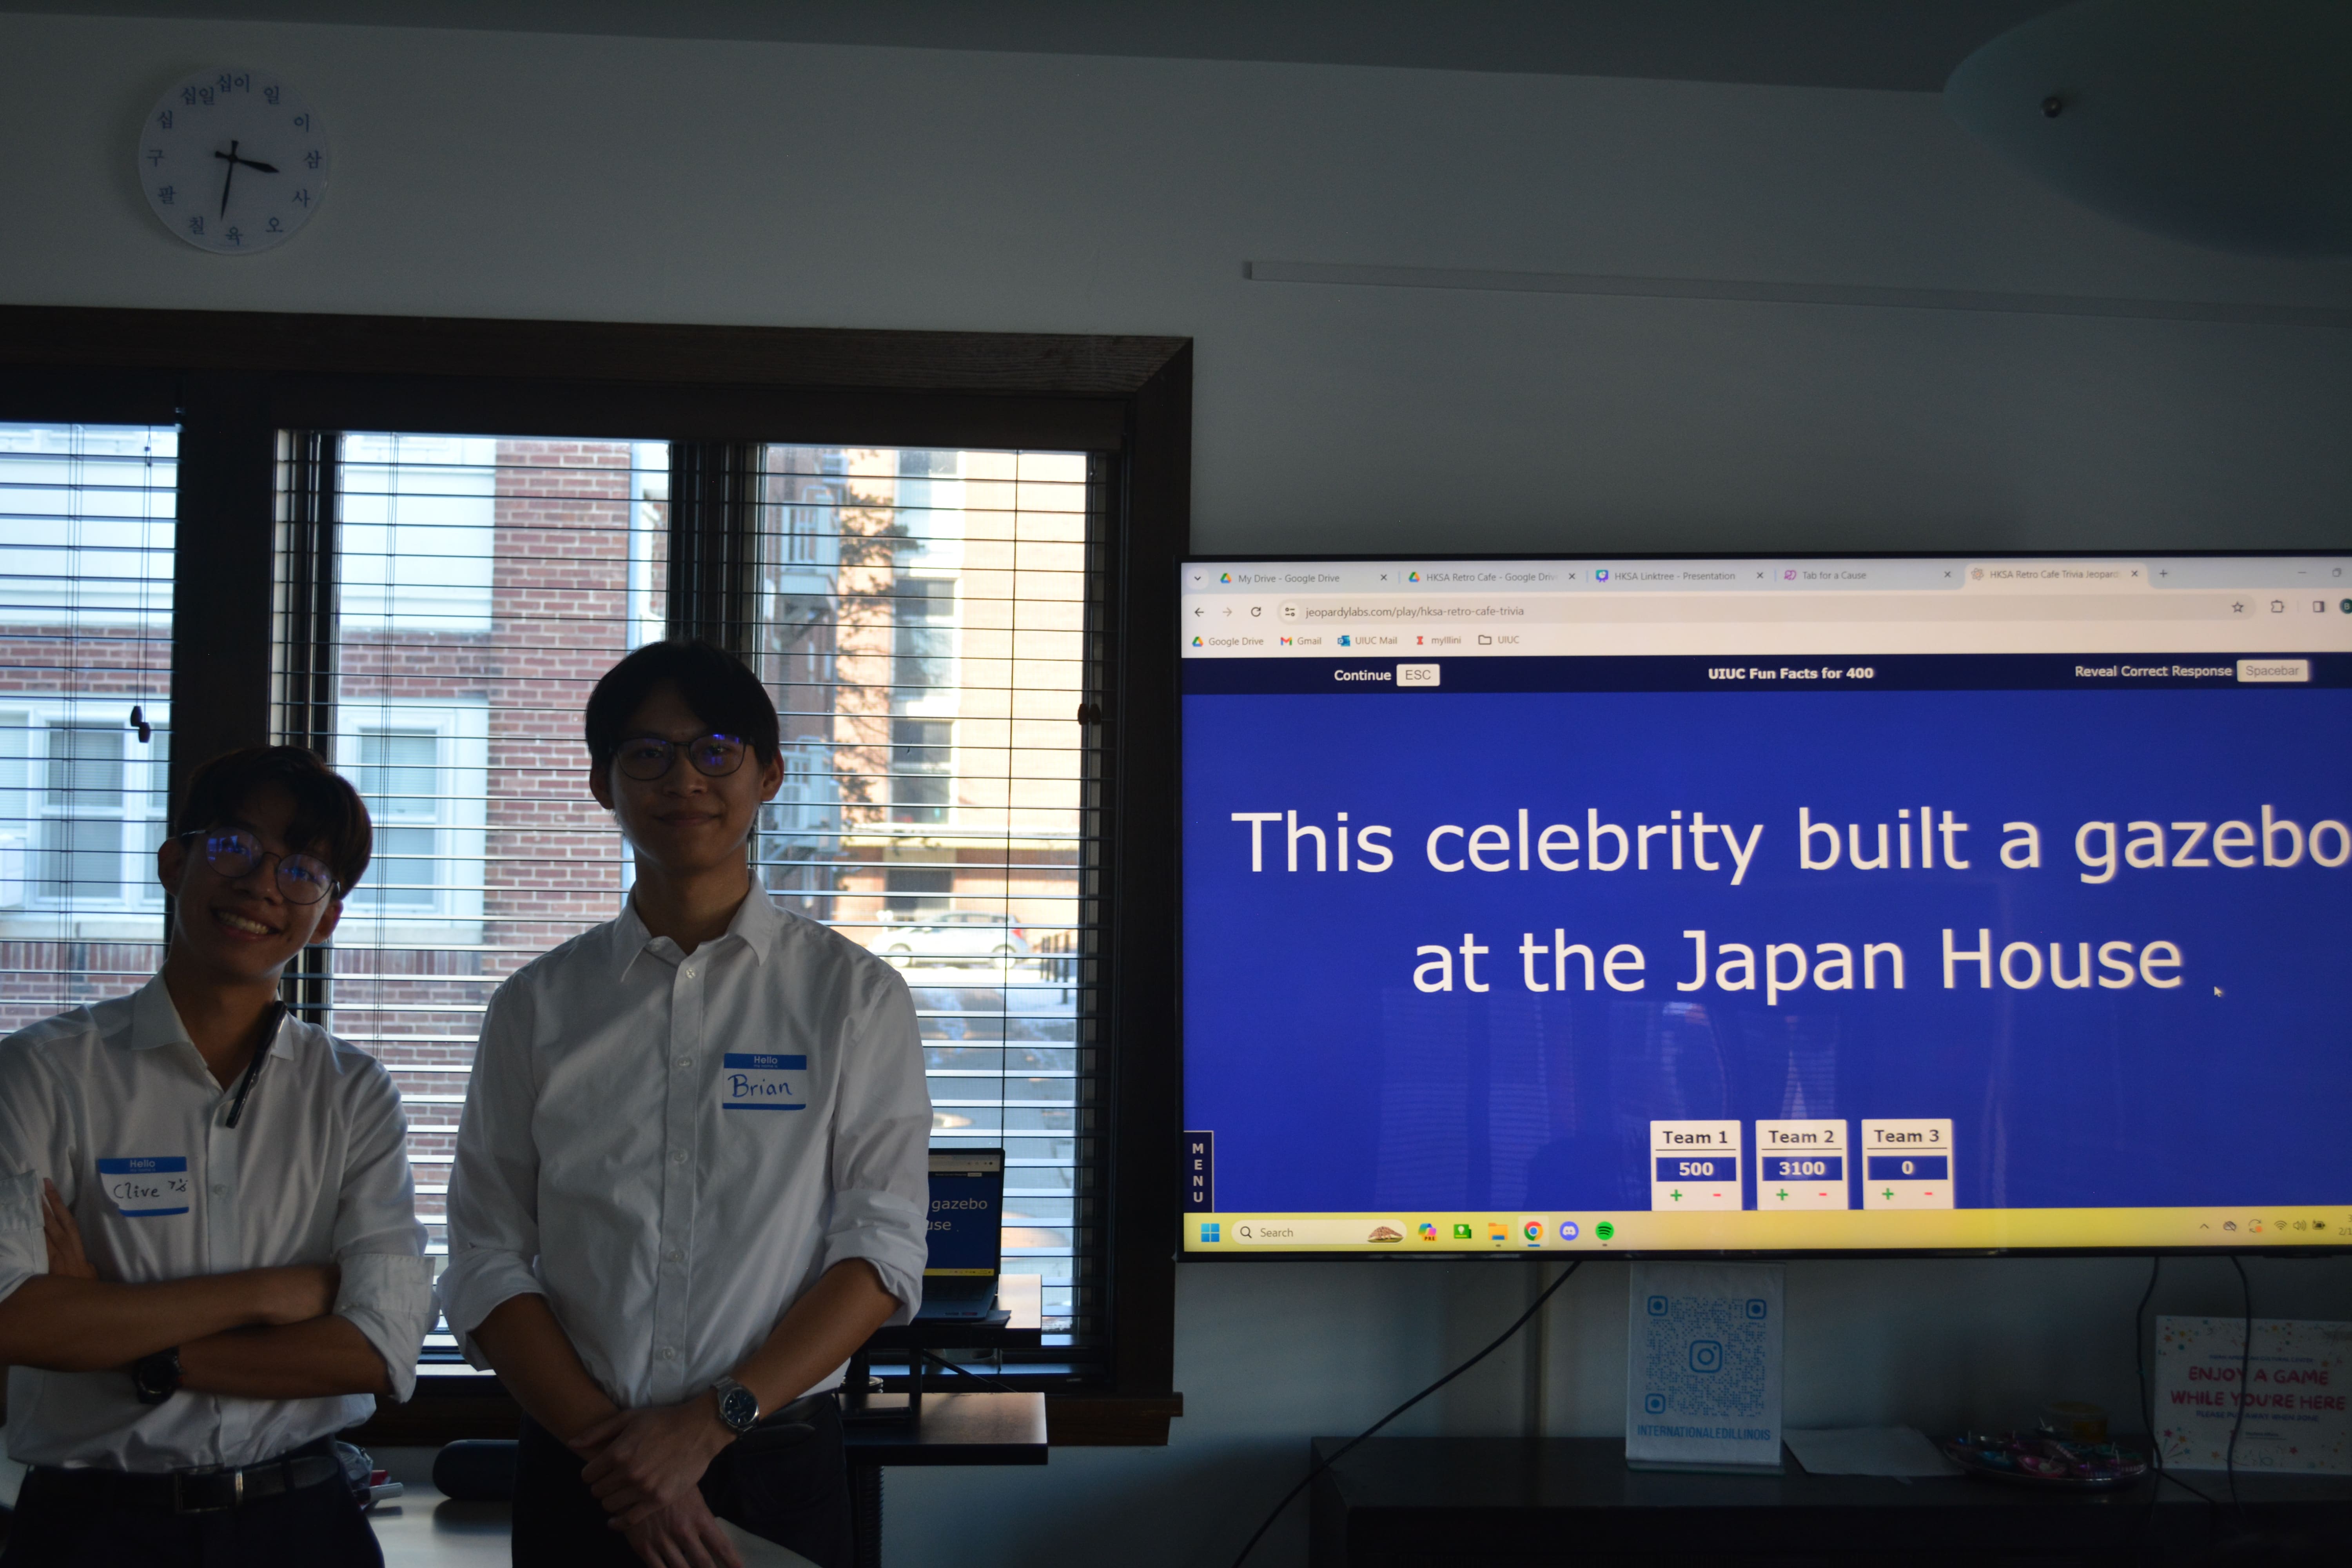 십이
일
이
삼
사
오
육
칠
팔
구
십
십일
My Drive - Google Drive
HKSA Retro Cafe - Google Driv
HKSA Linktree - Presentation
Tab for a Cause
HKSA Retro Cafe Trivia Jeopar
jeopardylabs.com/play/hksa-retro-cafe-trivia
Google Drive
Gmail
UIUC Mail
myIllini
UIUC
Continue ESC
UIUC Fun Facts for 400
Reveal Correct Response Spacebar
This celebrity built a gazebo
at the Japan House
MENU
Team 1
500
+ -
Team 2
3100
+ -
Team 3
0
+ -
Search
Hello
Clive
Hello
Brian
gazebo
use
INTERNATIONALEDILLINOIS
ENJOY A GAME
WHILE YOU'RE HERE